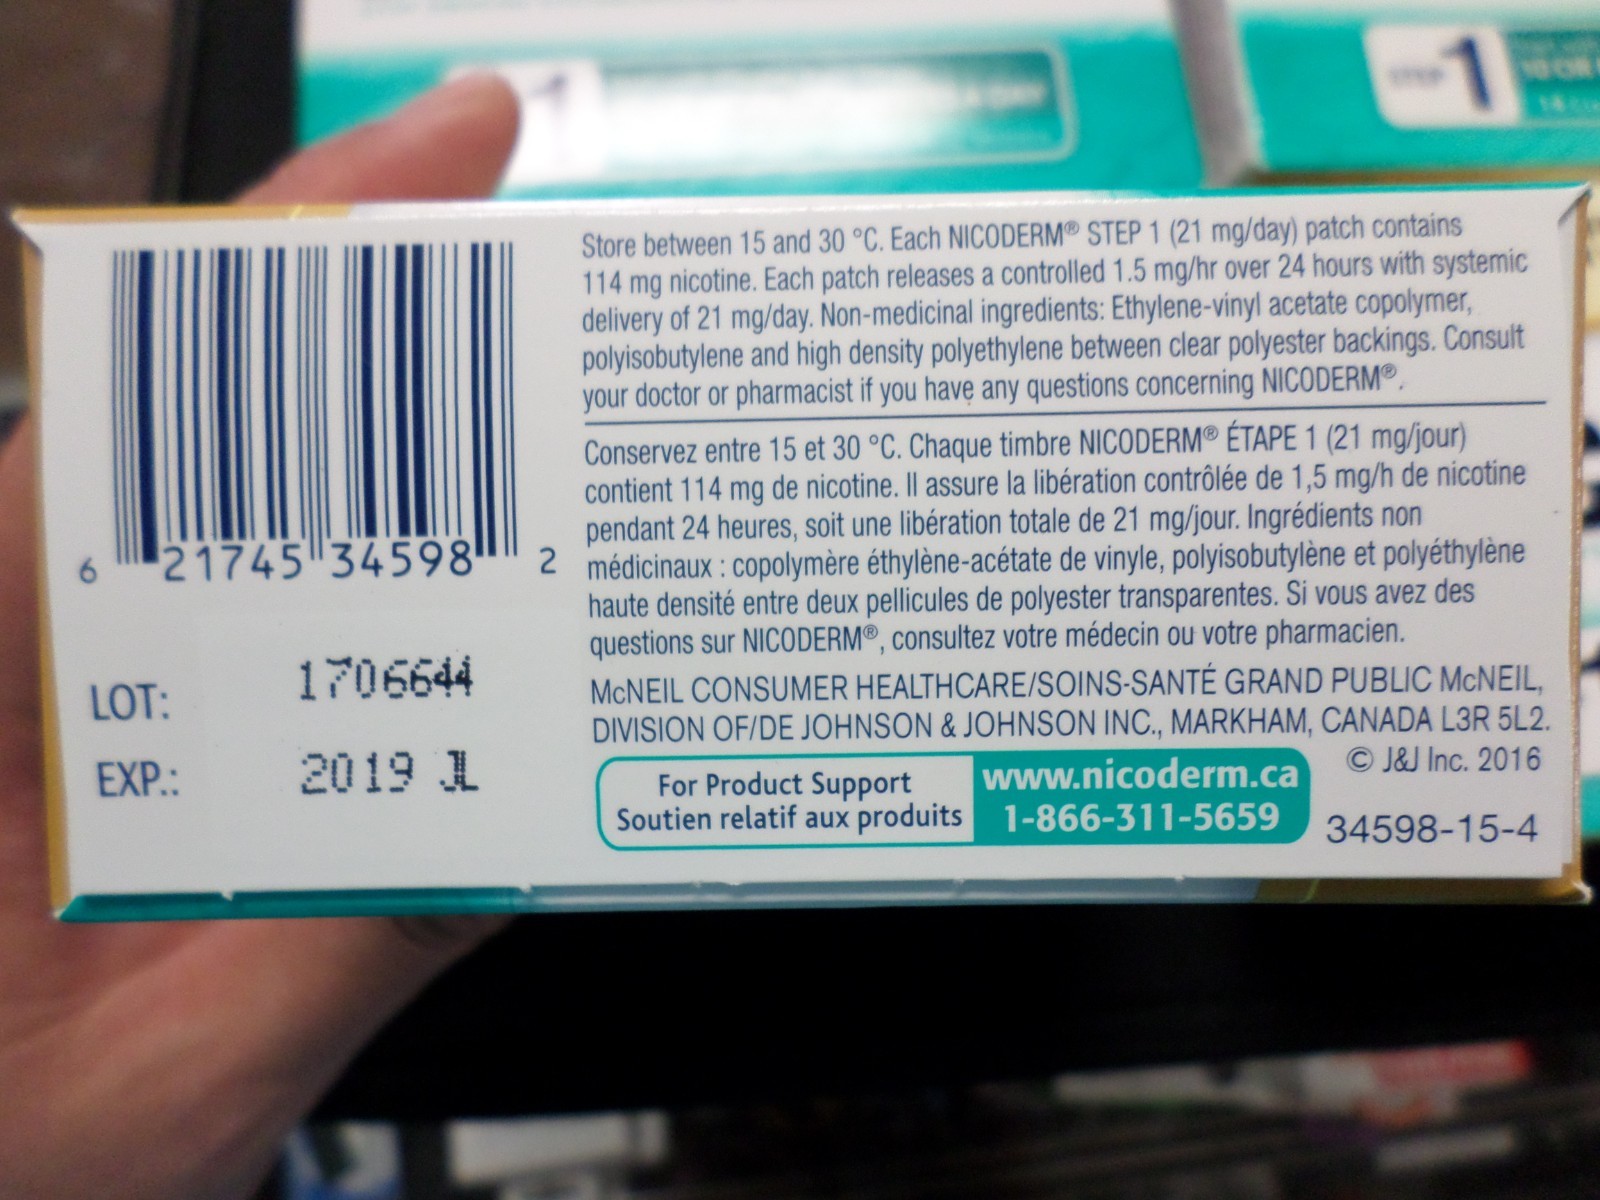 1
A DAY
STEP 1
10 OR
Store between 15 and 30 °C. Each NICODERM® STEP 1 (21 mg/day) patch contains
114 mg nicotine. Each patch releases a controlled 1.5 mg/hr over 24 hours with systemic
delivery of 21 mg/day. Non-medicinal ingredients: Ethylene-vinyl acetate copolymer,
polyisobutylene and high density polyethylene between clear polyester backings. Consult
your doctor or pharmacist if you have any questions concerning NICODERM®.
Conservez entre 15 et 30 °C. Chaque timbre NICODERM® ÉTAPE 1 (21 mg/jour)
contient 114 mg de nicotine. Il assure la libération contrôlée de 1,5 mg/h de nicotine
pendant 24 heures, soit une libération totale de 21 mg/jour. Ingrédients non
médicinaux : copolymère éthylène-acétate de vinyle, polyisobutylène et polyéthylène
haute densité entre deux pellicules de polyester transparentes. Si vous avez des
questions sur NICODERM®, consultez votre médecin ou votre pharmacien.
McNEIL CONSUMER HEALTHCARE/SOINS-SANTÉ GRAND PUBLIC McNEIL,
DIVISION OF/DE JOHNSON & JOHNSON INC., MARKHAM, CANADA L3R 5L2.
© J&J Inc. 2016
For Product Support
Soutien relatif aux produits
www.nicoderm.ca
1-866-311-5659
34598-15-4
6 21745 34598 2
LOT: 1706644
EXP.: 2019 JL